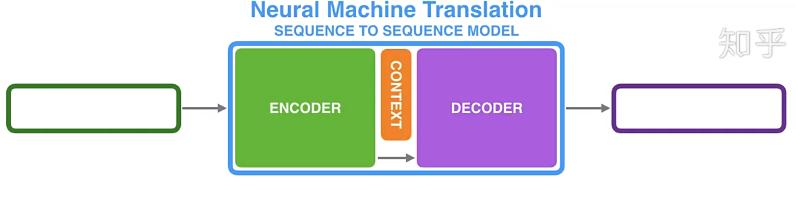 Neural Machine Translation
SEQUENCE TO SEQUENCE MODEL
知乎
ENCODER
CONTEXT
DECODER